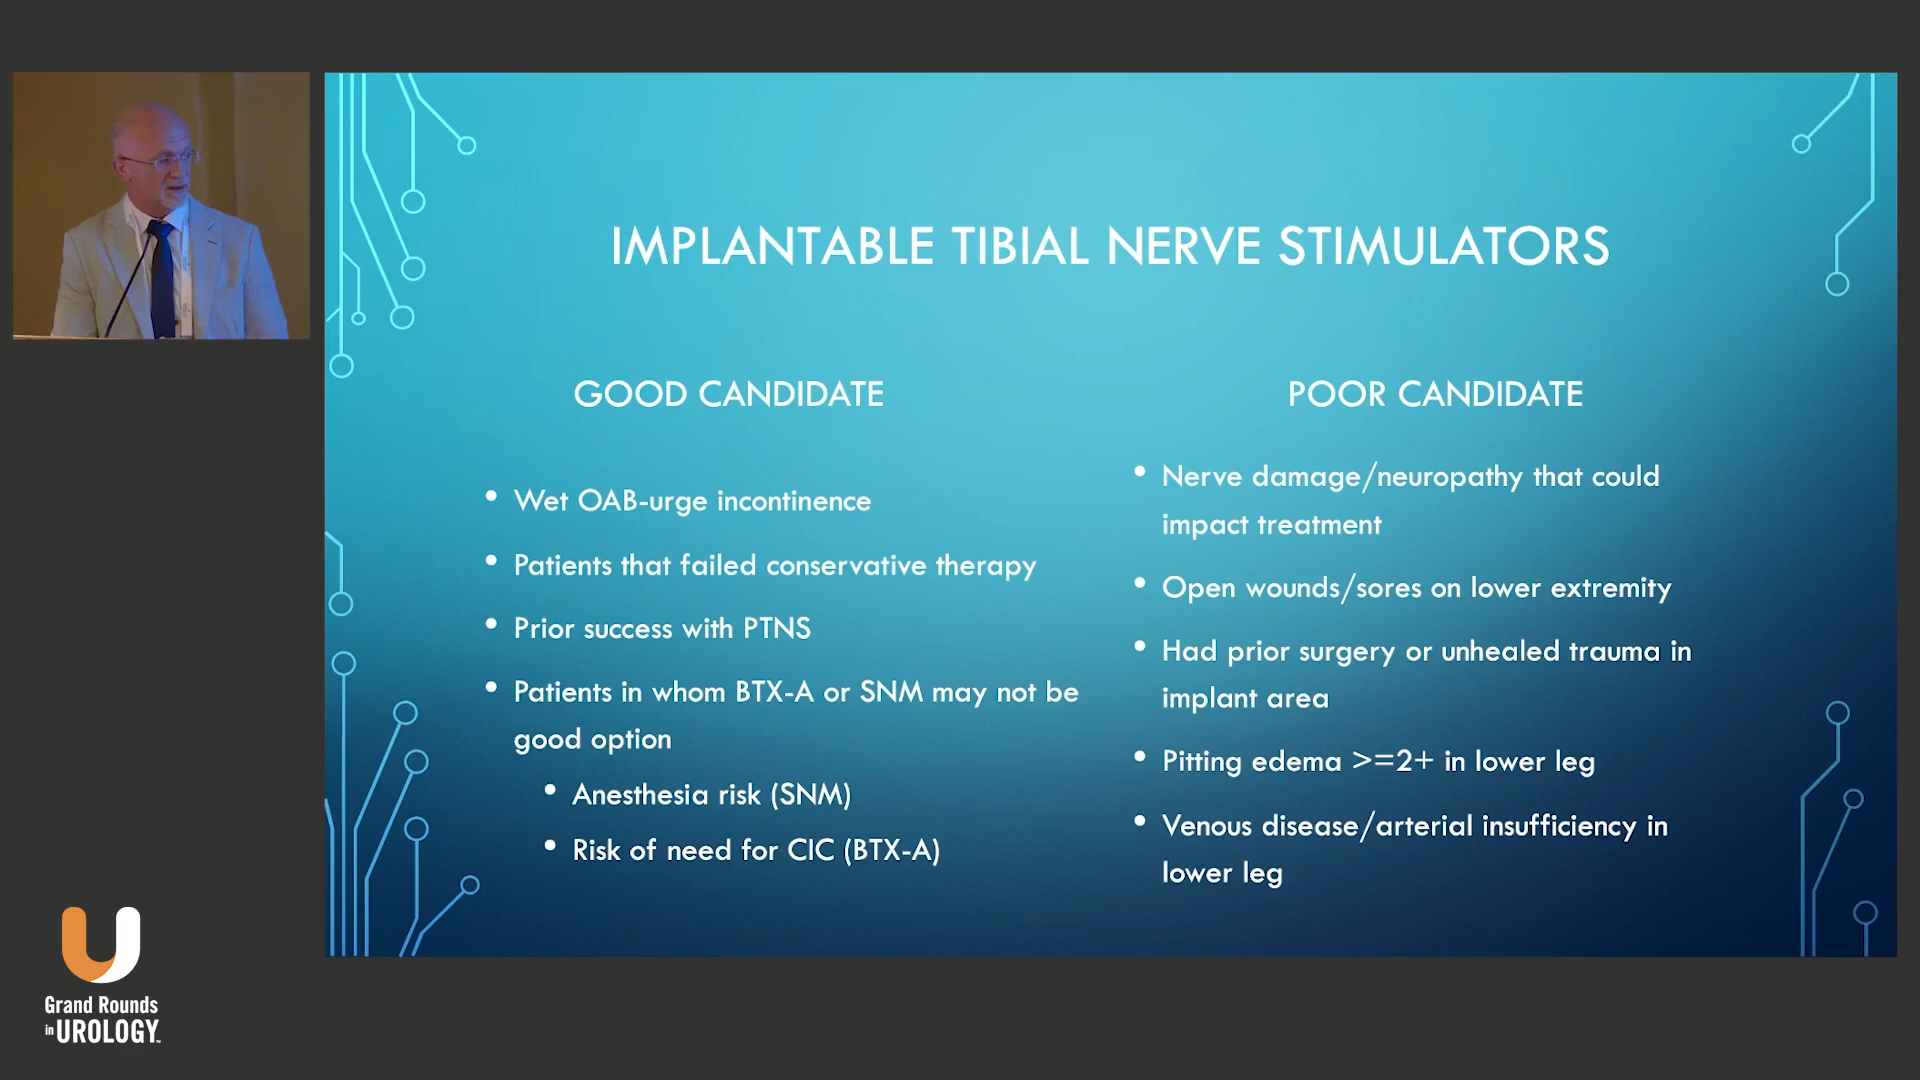 IMPLANTABLE TIBIAL NERVE STIMULATORS
GOOD CANDIDATE
• Wet OAB-urge incontinence
• Patients that failed conservative therapy
• Prior success with PTNS
• Patients in whom BTX-A or SNM may not be
good option
• Anesthesia risk (SNM)
• Risk of need for CIC (BTX-A)
POOR CANDIDATE
• Nerve damage/neuropathy that could
impact treatment
• Open wounds/sores on lower extremity
• Had prior surgery or unhealed trauma in
implant area
• Pitting edema >=2+ in lower leg
• Venous disease/arterial insufficiency in
lower leg
Grand Rounds
in UROLOGY™